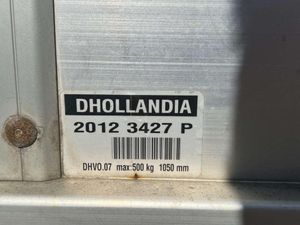 DHOLLANDIA
2012 3427 P
DHVO.07 max:500 kg 1050 mm